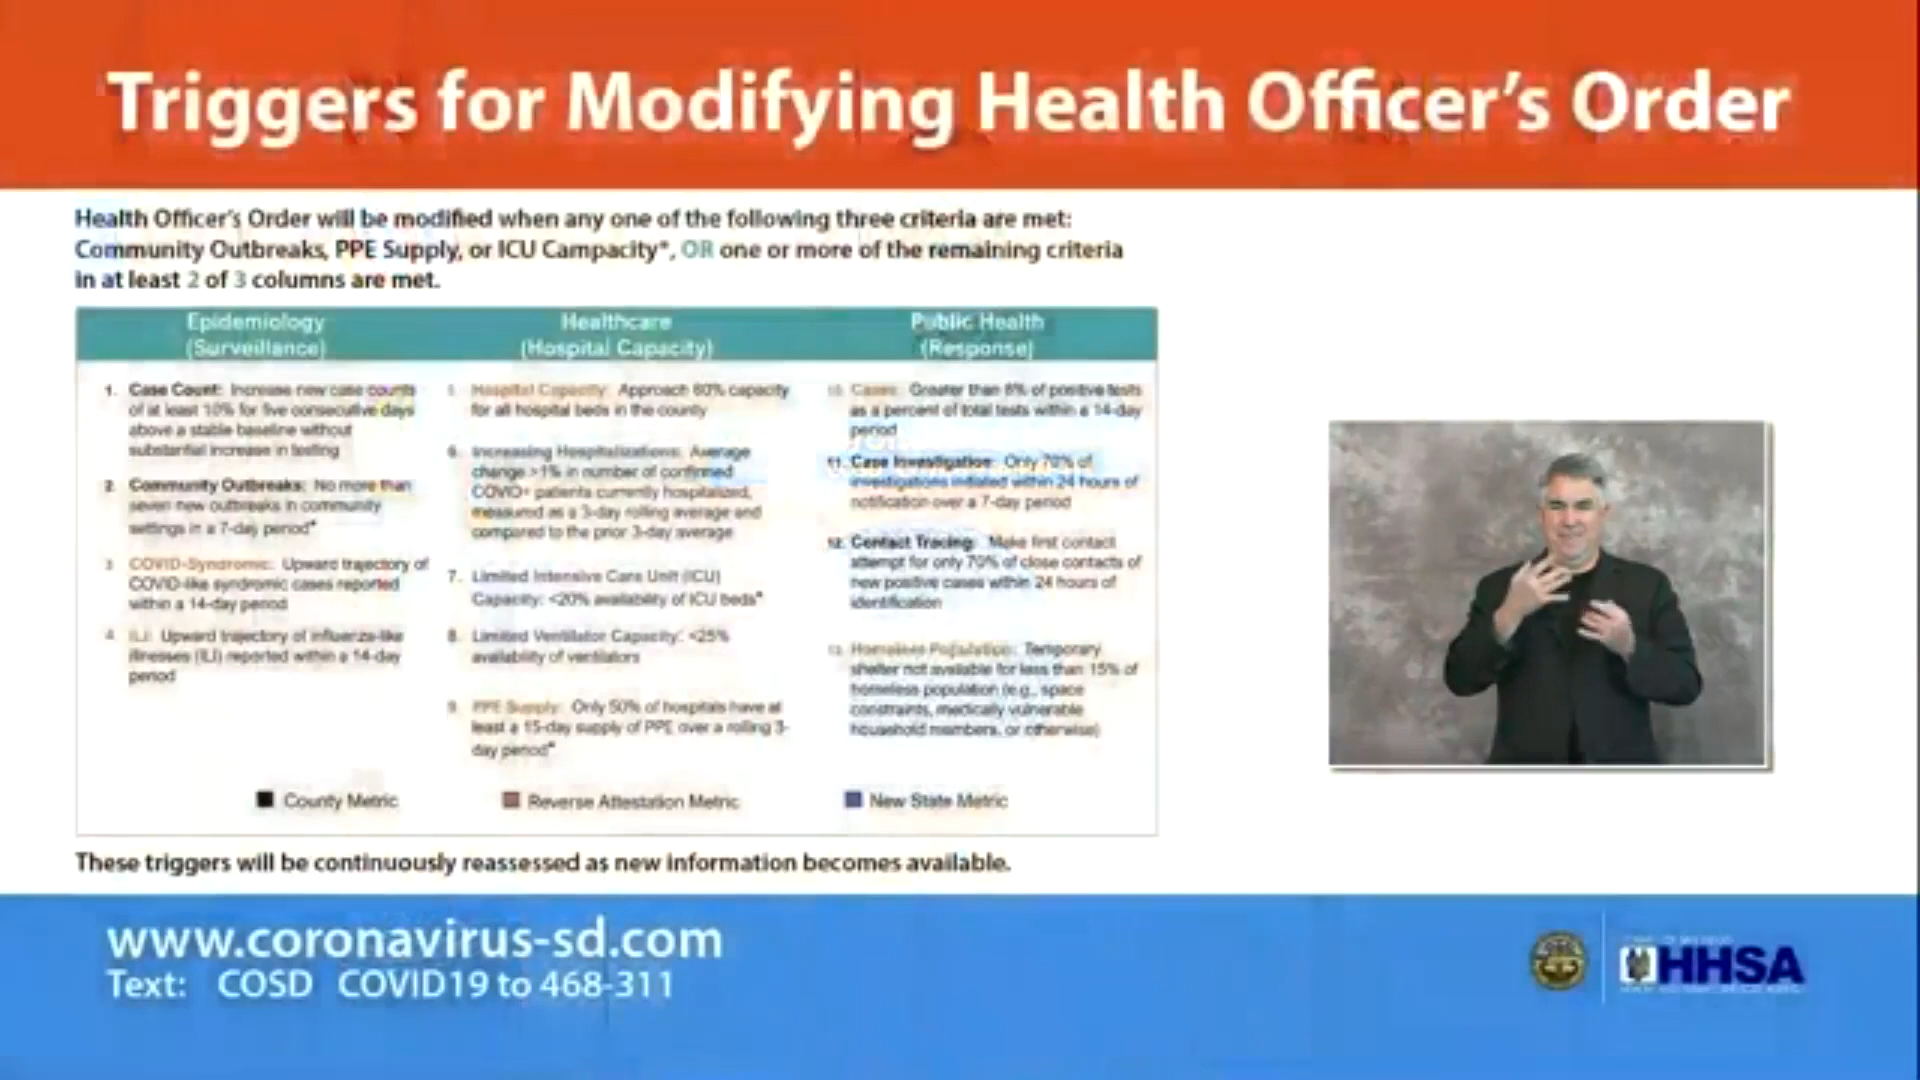 Triggers for Modifying Health Officer's Order
Health Officer's Order will be modified when any one of the following three criteria are met:
Community Outbreaks, PPE Supply, or ICU Campacity*, OR one or more of the remaining criteria
in at least 2 of 3 columns are met.
Epidemiology
(Surveillance)
1. Case Count: Increase new case counts
of at least 10% for five consecutive days
above a stable baseline without
substantial increase in testing
2. Community Outbreaks: No more than
seven new outbreaks in community
settings in a 7-day period*
3. COVID-Syndromic: Upward trajectory of
COVID-like syndromic cases reported
within a 14-day period
4. ILI: Upward trajectory of influenza-like
illnesses (ILI) reported within a 14-day
period
Healthcare
(Hospital Capacity)
5. Hospital Capacity: Approach 80% capacity
for all hospital beds in the county
6. Increasing Hospitalizations: Average
change >1% in number of confirmed
COVID+ patients currently hospitalized,
measured as a 3-day rolling average and
compared to the prior 3-day average
7. Limited Intensive Care Unit (ICU)
Capacity: <20% availability of ICU beds*
8. Limited Ventilator Capacity: <25%
availability of ventilators
9. PPE Supply: Only 50% of hospitals have at
least a 15-day supply of PPE over a rolling 3-
day period*
Public Health
(Response)
10. Cases: Greater than 8% of positive tests
as a percent of total tests within a 14-day
period
11. Case Investigation: Only 70% of
investigations initiated within 24 hours of
notification over a 7-day period
12. Contact Tracing: Make first contact
attempt for only 70% of close contacts of
new positive cases within 24 hours of
identification
13. Homeless Population: Temporary
shelter not available for less than 15% of
homeless population (e.g., space
constraints, medically vulnerable
household members, or otherwise)
County Metric
Reverse Attestation Metric
New State Metric
These triggers will be continuously reassessed as new information becomes available.
www.coronavirus-sd.com
Text: COSD COVID19 to 468-311
HHSA